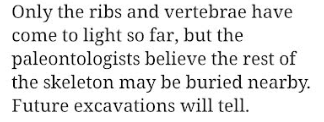 Only the ribs and vertebrae have
come to light so far, but the
paleontologists believe the rest of
the skeleton may be buried nearby.
Future excavations will tell.